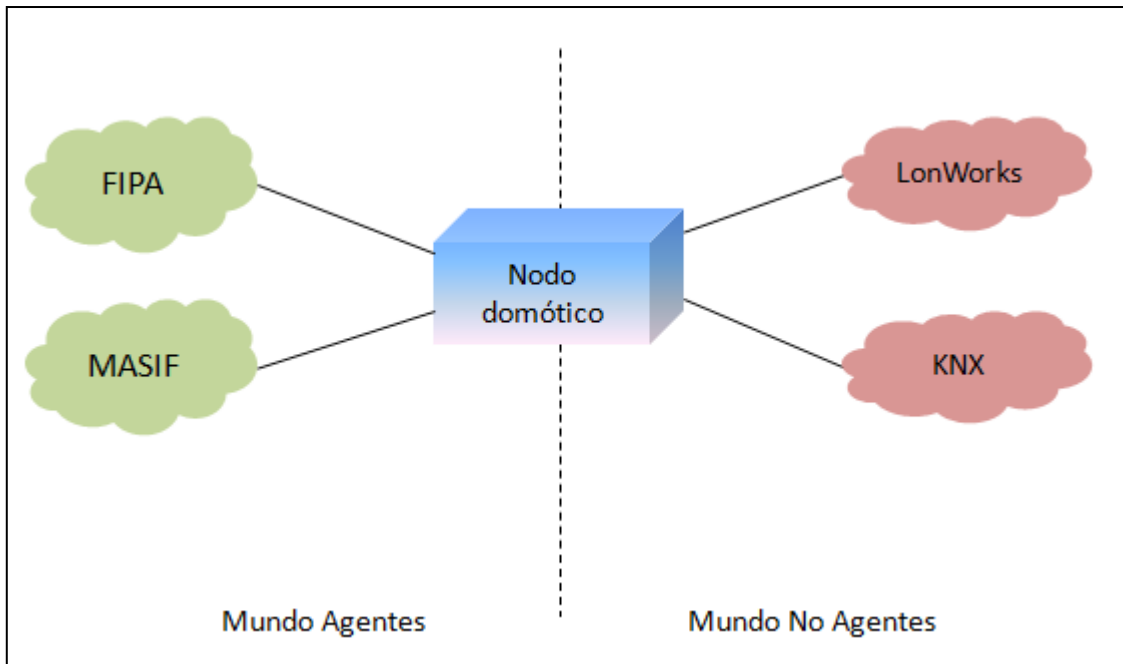 FIPA
LonWorks
Nodo
domótico
MASIF
KNX
Mundo Agentes
Mundo No Agentes